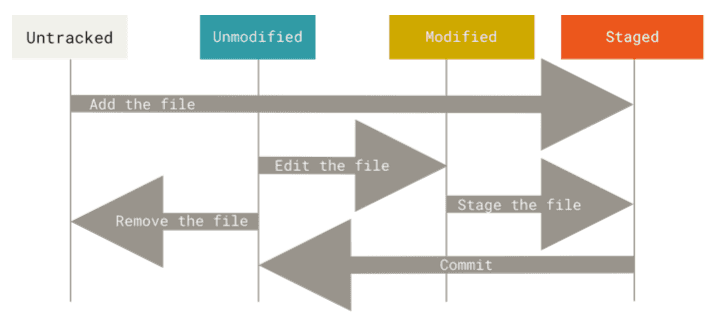 Untracked
Unmodified
Modified
Staged
Add the file
Edit the file
Stage the file
Remove the file
Commit